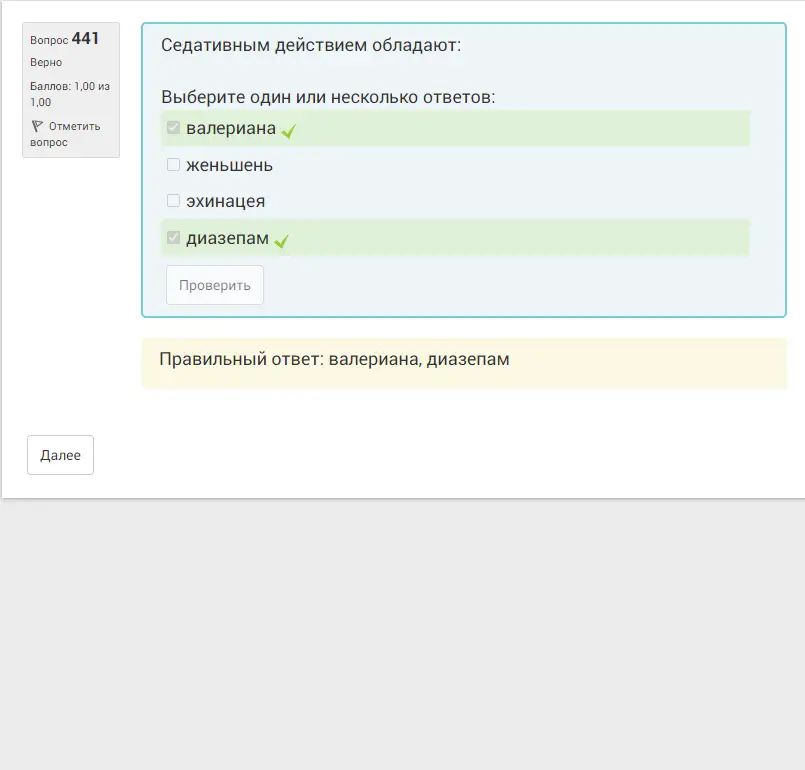 Вопрос 441
Верно
Баллов: 1,00 из
1,00
Отметить
вопрос
Седативным действием обладают:
Выберите один или несколько ответов:
валериана
женьшень
эхинацея
диазепам
Проверить
Правильный ответ: валериана, диазепам
Далее